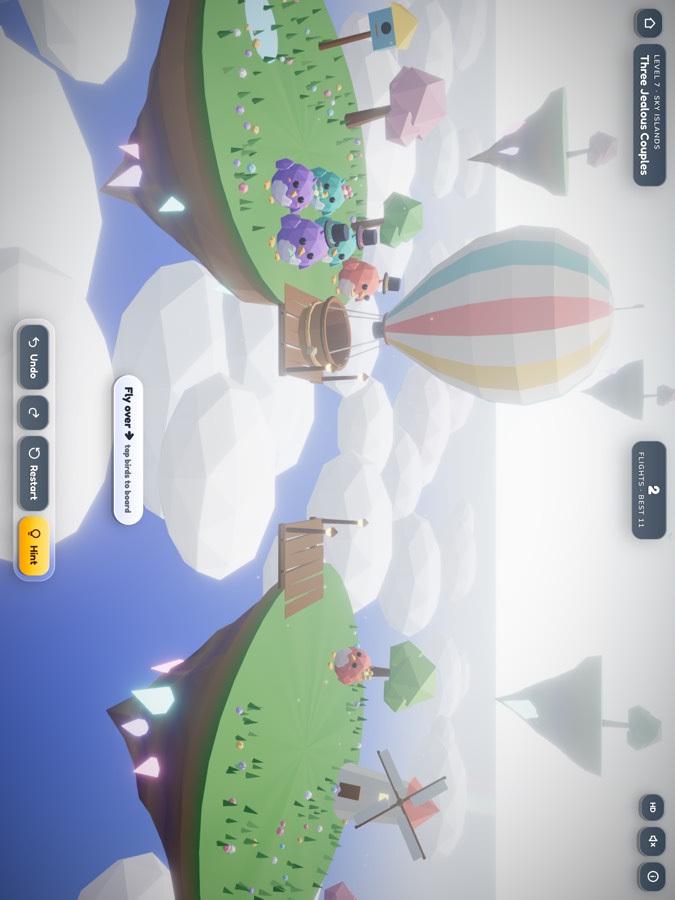 LEVEL 7 · SKY ISLANDS
Three Jealous Couples
2
FLIGHTS · BEST 11
HD
Fly over → tap birds to board
Undo
Restart
Hint